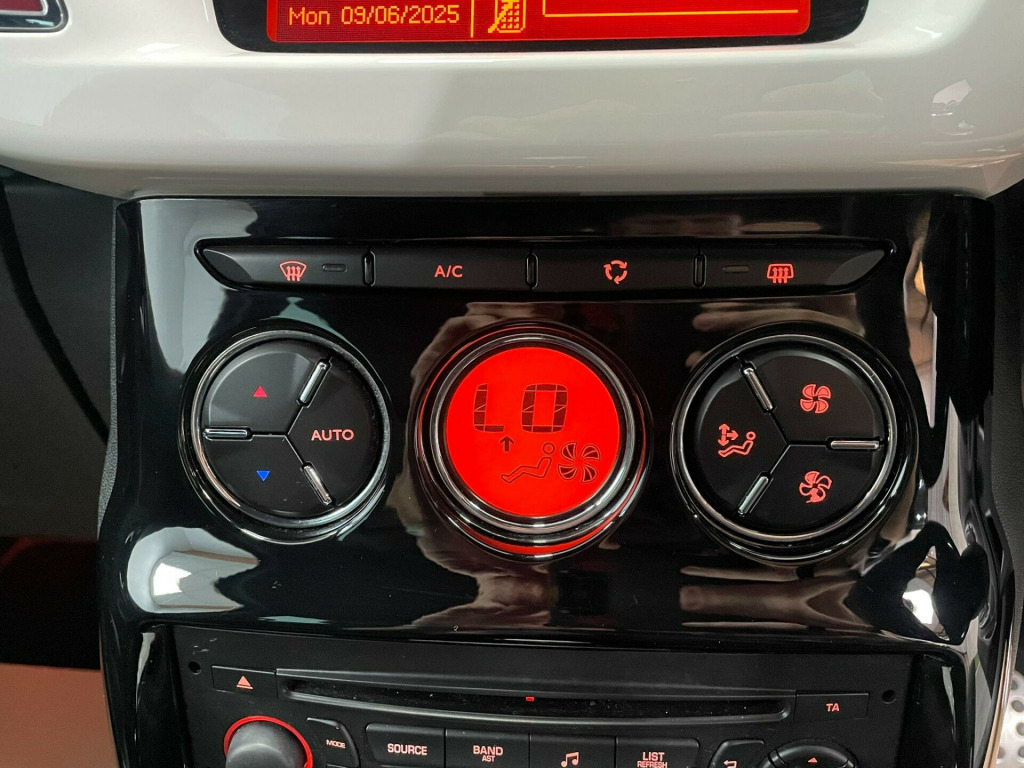 Mon 09/06/2025
A/C
AUTO
LO
TA
MODE
SOURCE
BAND
AST
LIST
REFRESH